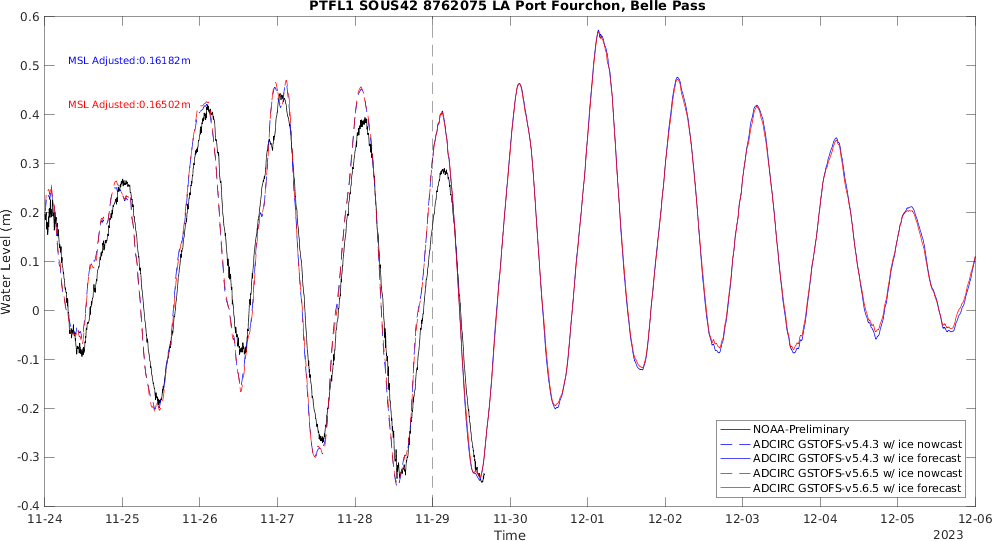 PTFL1 SOUS42 8762075 LA Port Fourchon, Belle Pass
0.6
0.5
0.4
0.3
0.2
0.1
0
-0.1
-0.2
-0.3
-0.4
Water Level (m)
MSL Adjusted:0.16182m
MSL Adjusted:0.16502m
NOAA-Preliminary
ADCIRC GSTOFS-v5.4.3 w/ ice nowcast
ADCIRC GSTOFS-v5.4.3 w/ ice forecast
ADCIRC GSTOFS-v5.6.5 w/ ice nowcast
ADCIRC GSTOFS-v5.6.5 w/ ice forecast
11-24 11-25 11-26 11-27 11-28 11-29 11-30 12-01 12-02 12-03 12-04 12-05 12-06
Time
2023